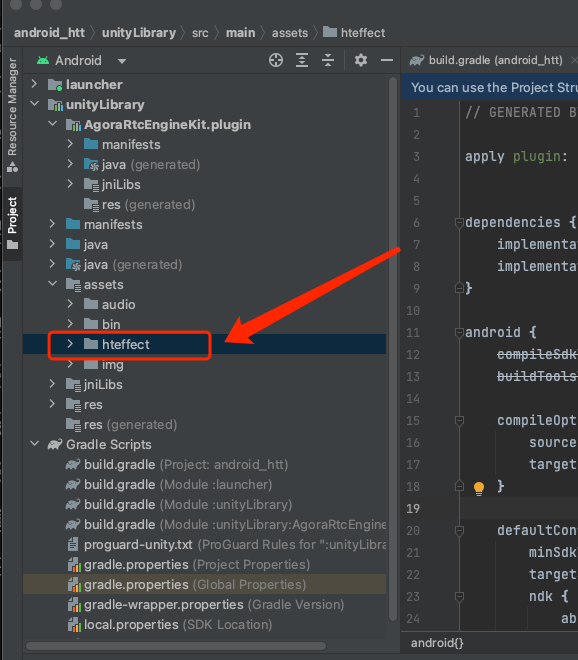 android_htt › unityLibrary › src › main › assets › hteffect
Android
build.gradle (android_htt)
Resource Manager
Project
launcher
unityLibrary
AgoraRtcEngineKit.plugin
manifests
java (generated)
jniLibs
res (generated)
manifests
java
java (generated)
assets
audio
bin
hteffect
img
jniLibs
res
res (generated)
Gradle Scripts
build.gradle (Project: android_htt)
build.gradle (Module :launcher)
build.gradle (Module :unityLibrary)
build.gradle (Module :unityLibrary:AgoraRtcEngine
proguard-unity.txt (ProGuard Rules for ":unityLibra
gradle.properties (Project Properties)
gradle.properties (Global Properties)
gradle-wrapper.properties (Gradle Version)
local.properties (SDK Location)
You can use the Project Stru
1 // GENERATED B
2
3 apply plugin:
4
5
6 dependencies {
7 implementa
8 implementa
9 }
10
11 android {
12 compileSdk
13 buildTools
14
15 compileOpt
16 source
17 target
18 }
19
20 defaultCon
21 minSdk
22 target
23 ndk {
24 ab
android{}